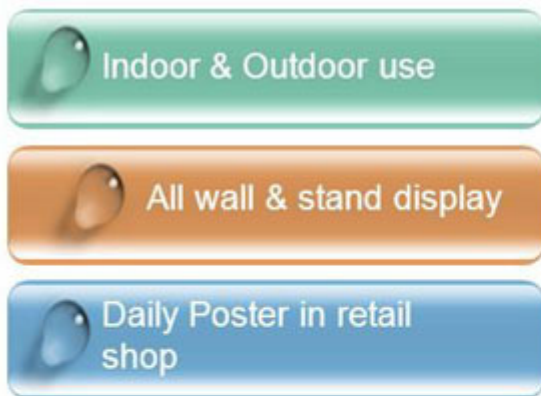 Indoor & Outdoor use
All wall & stand display
Daily Poster in retail
shop